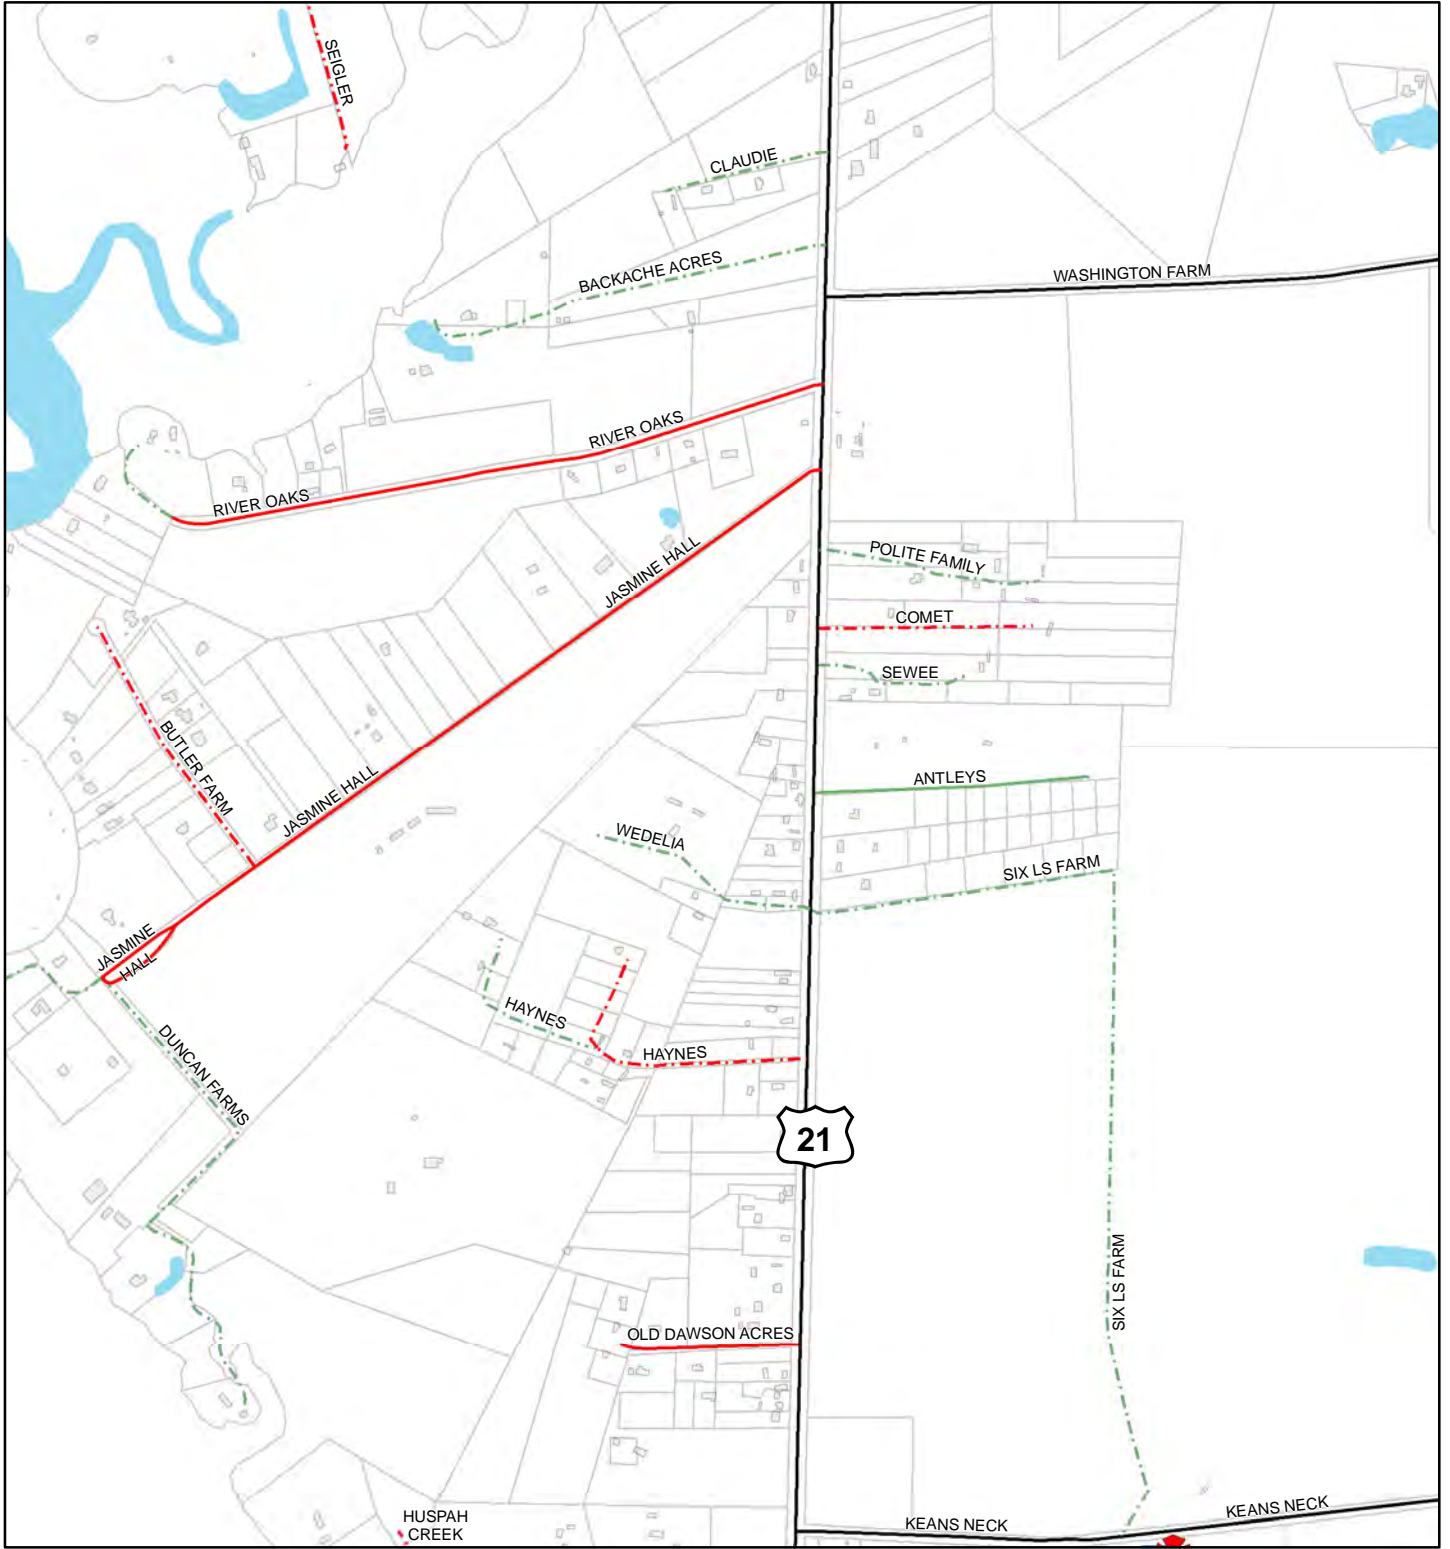 SEIGLER
CLAUDIE
BACKACHE ACRES
WASHINGTON FARM
RIVER OAKS
RIVER OAKS
JASMINE HALL
POLITE FAMILY
COMET
SEWEE
BUTLER FARM
JASMINE HALL
ANTLEYS
WEDELIA
SIX LS FARM
JASMINE
HALL
HAYNES
HAYNES
DUNCAN FARMS
21
SIX LS FARM
OLD DAWSON ACRES
HUSPAH
CREEK
KEANS NECK
KEANS NECK